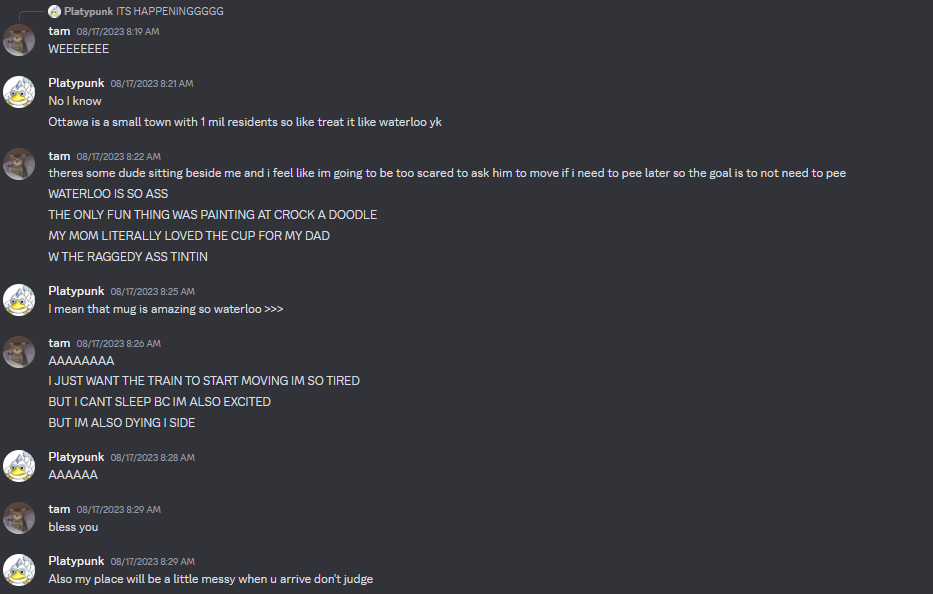 Platypunk ITS HAPPENINGGGGG
tam 08/17/2023 8:19 AM
WEEEEEEE
Platypunk 08/17/2023 8:21 AM
No I know
Ottawa is a small town with 1 mil residents so like treat it like waterloo yk
tam 08/17/2023 8:22 AM
theres some dude sitting beside me and i feel like im going to be too scared to ask him to move if i need to pee later so the goal is to not need to pee
WATERLOO IS SO ASS
THE ONLY FUN THING WAS PAINTING AT CROCK A DOODLE
MY MOM LITERALLY LOVED THE CUP FOR MY DAD
W THE RAGGEDY ASS TINTIN
Platypunk 08/17/2023 8:25 AM
I mean that mug is amazing so waterloo >>>
tam 08/17/2023 8:26 AM
AAAAAAAA
I JUST WANT THE TRAIN TO START MOVING IM SO TIRED
BUT I CANT SLEEP BC IM ALSO EXCITED
BUT IM ALSO DYING I SIDE
Platypunk 08/17/2023 8:28 AM
AAAAAA
tam 08/17/2023 8:29 AM
bless you
Platypunk 08/17/2023 8:29 AM
Also my place will be a little messy when u arrive don't judge